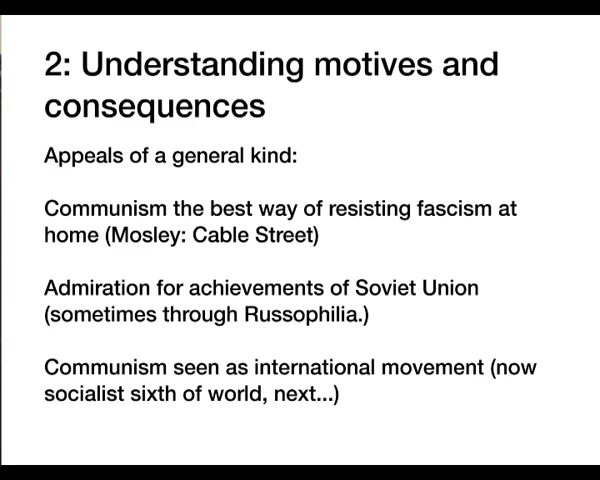 2: Understanding motives and
consequences
Appeals of a general kind:
Communism the best way of resisting fascism at
home (Mosley: Cable Street)
Admiration for achievements of Soviet Union
(sometimes through Russophilia.)
Communism seen as international movement (now
socialist sixth of world, next...)